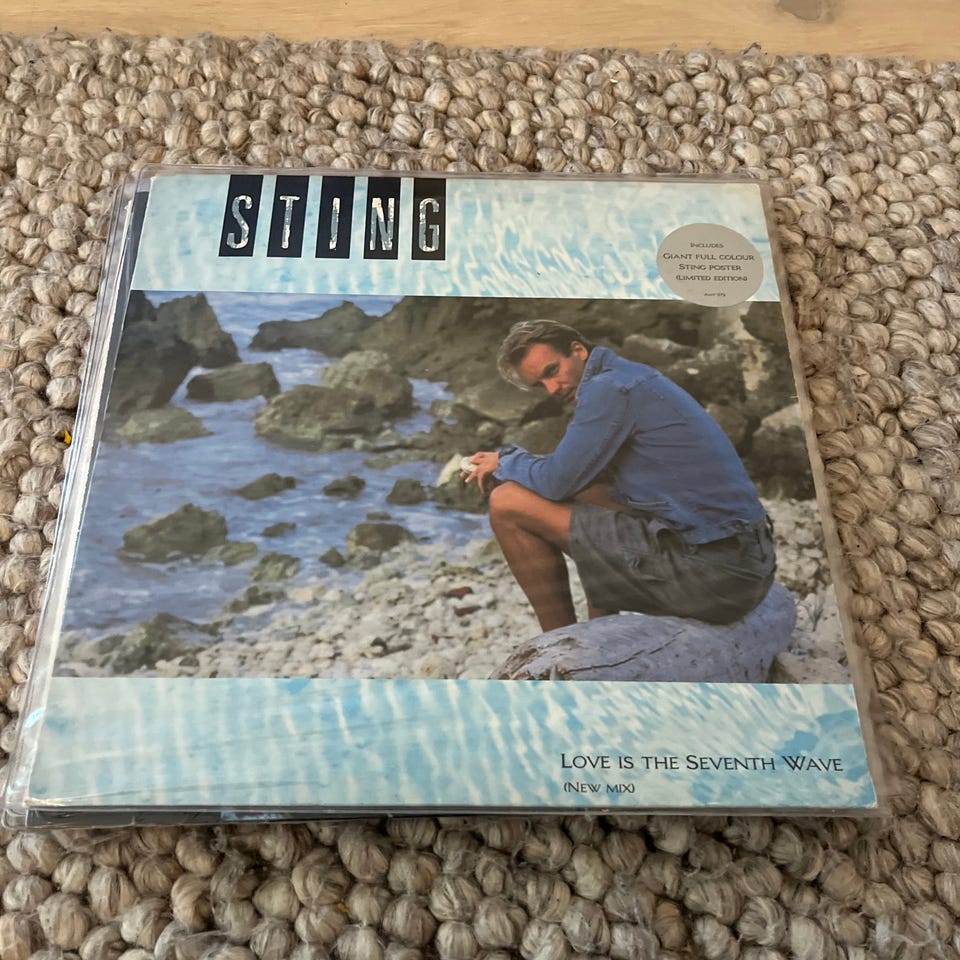 STING
INCLUDES
GIANT FULL COLOUR
STING POSTER
(LIMITED EDITION)
LOVE IS THE SEVENTH WAVE
(NEW MIX)